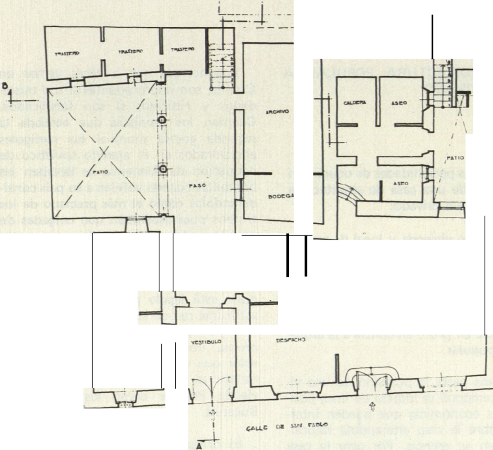 TRASTERO
TRASTERO
TRASTERO
B
ARCHIVO
CALDERA
ASEO
PATIO
PATIO
PASO
BODEGA
ASEO
VESTIBULO
DESPACHO
CALLE DE SAN PABLO
A